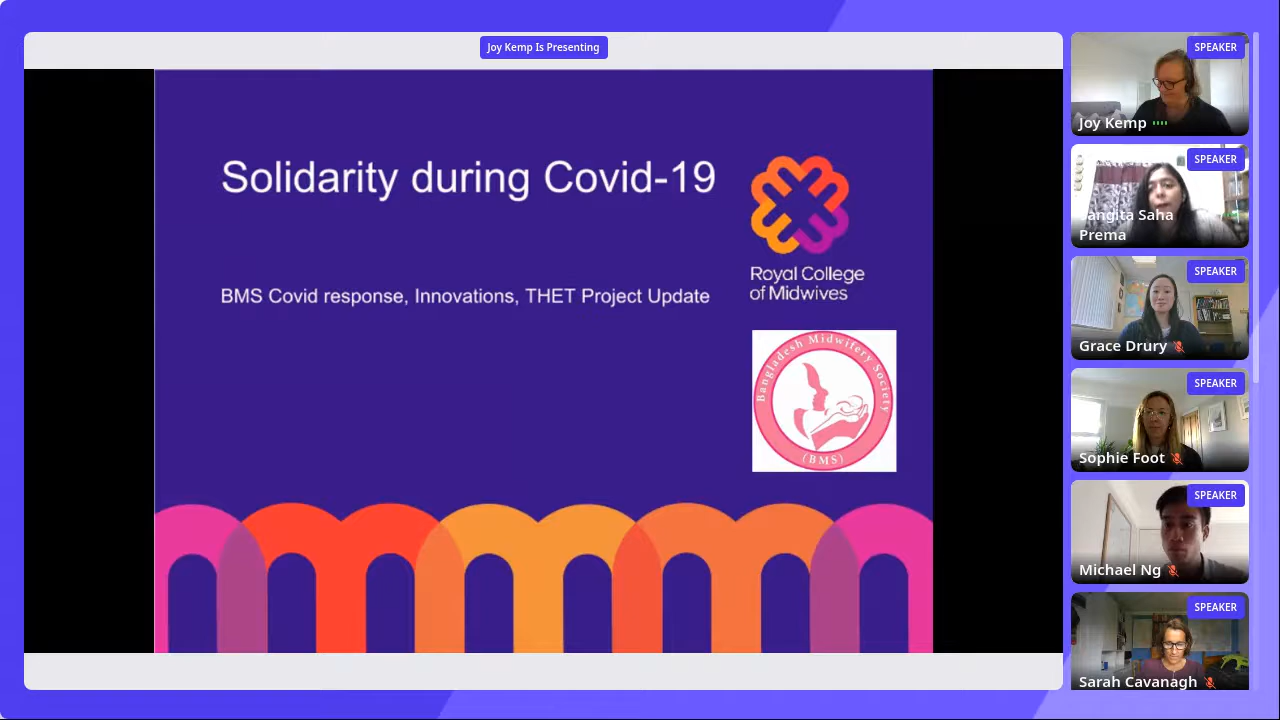 Joy Kemp Is Presenting
Solidarity during Covid-19
BMS Covid response, Innovations, THET Project Update
Royal College
of Midwives
Bangladesh Midwifery Society
(BMS)
SPEAKER
Joy Kemp
SPEAKER
Sangita Saha
Prema
SPEAKER
Grace Drury
SPEAKER
Sophie Foot
SPEAKER
Michael Ng
SPEAKER
Sarah Cavanagh